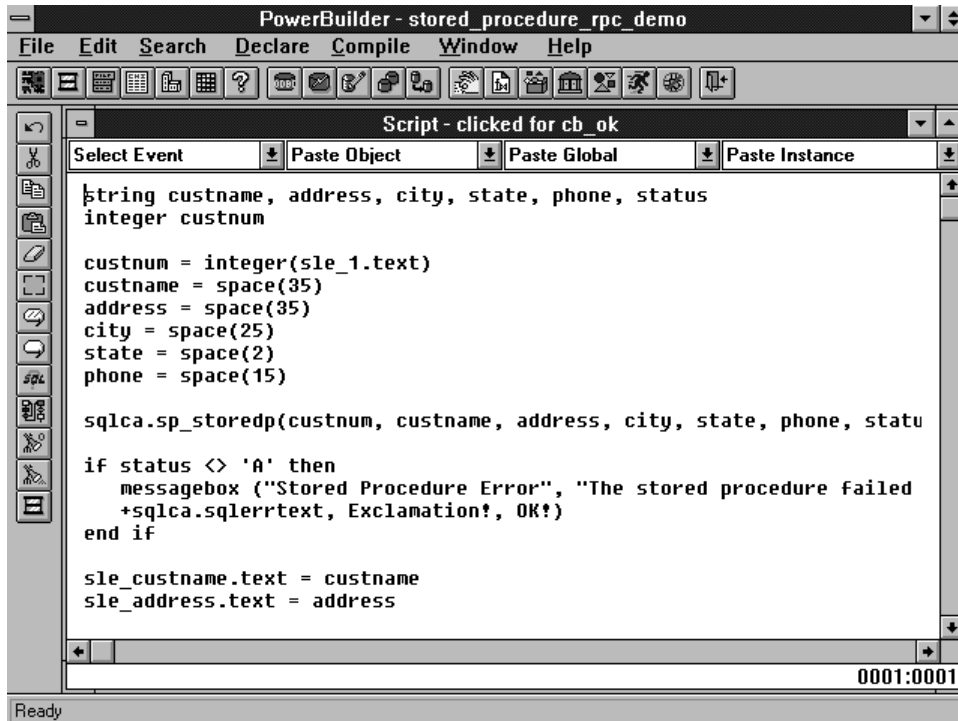 PowerBuilder - stored_procedure_rpc_demo
File Edit Search Declare Compile Window Help
Script - clicked for cb_ok
Select Event Paste Object Paste Global Paste Instance
string custname, address, city, state, phone, status
integer custnum
custnum = integer(sle_1.text)
custname = space(35)
address = space(35)
city = space(25)
state = space(2)
phone = space(15)
sqlca.sp_storedp(custnum, custname, address, city, state, phone, statu
if status <> 'A' then
messagebox ("Stored Procedure Error", "The stored procedure failed
+sqlca.sqlerrtext, Exclamation!, OK!)
end if
sle_custname.text = custname
sle_address.text = address
SQL
0001:0001
Ready